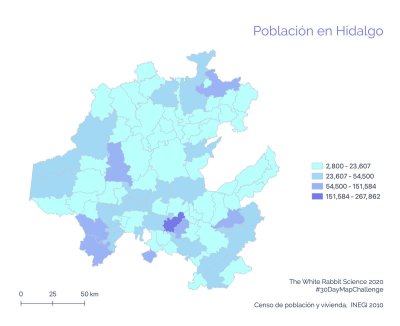 Población en Hidalgo
2,800 - 23,607
23,607 - 54,500
54,500 - 151,584
151,584 - 267,862
The White Rabbit Science 2020
#30DayMapChallenge
0 25 50 km
Censo de población y vivienda, INEGI 2010